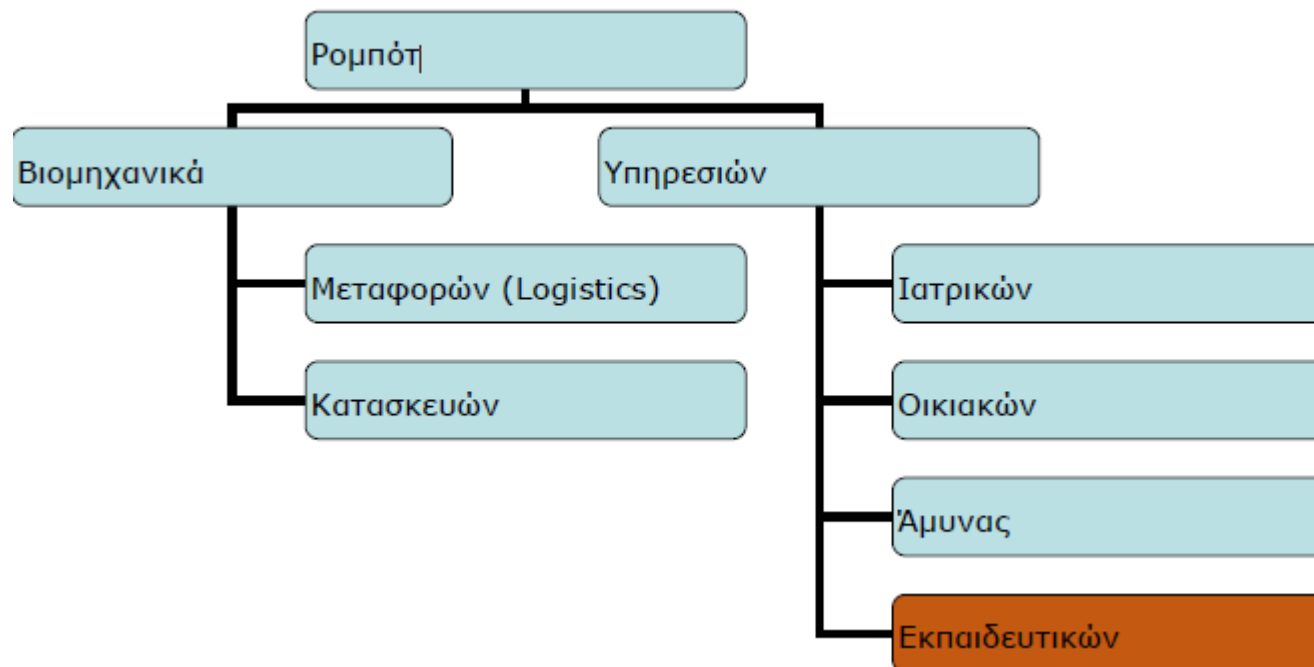 Ρομπότ
Βιομηχανικά
Υπηρεσιών
Μεταφορών (Logistics)
Ιατρικών
Κατασκευών
Οικιακών
Άμυνας
Εκπαιδευτικών